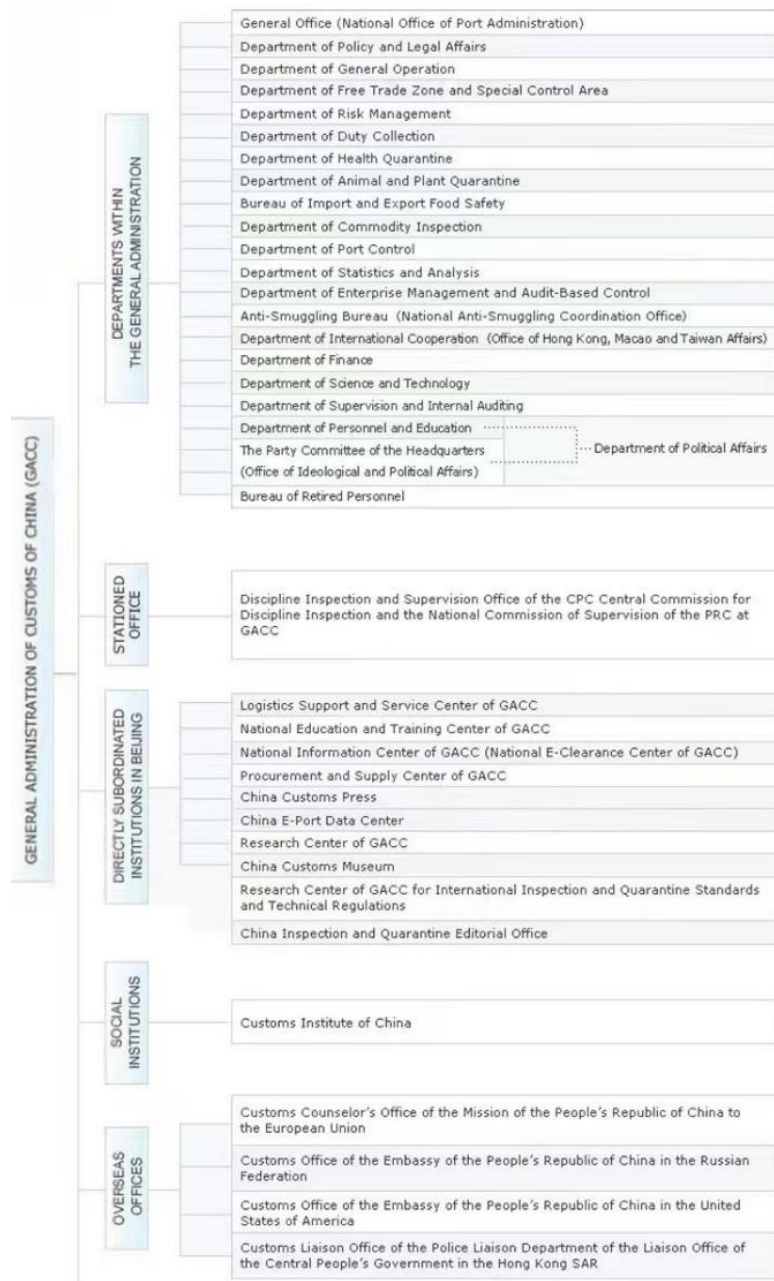 GENERAL ADMINISTRATION OF CUSTOMS OF CHINA (GACC)
DEPARTMENTS WITHIN
THE GENERAL ADMINISTRATION
General Office (National Office of Port Administration)
Department of Policy and Legal Affairs
Department of General Operation
Department of Free Trade Zone and Special Control Area
Department of Risk Management
Department of Duty Collection
Department of Health Quarantine
Department of Animal and Plant Quarantine
Bureau of Import and Export Food Safety
Department of Commodity Inspection
Department of Port Control
Department of Statistics and Analysis
Department of Enterprise Management and Audit-Based Control
Anti-Smuggling Bureau (National Anti-Smuggling Coordination Office)
Department of International Cooperation (Office of Hong Kong, Macao and Taiwan Affairs)
Department of Finance
Department of Science and Technology
Department of Supervision and Internal Auditing
Department of Personnel and Education
The Party Committee of the Headquarters
(Office of Ideological and Political Affairs)
Department of Political Affairs
Bureau of Retired Personnel
STATIONED
OFFICE
Discipline Inspection and Supervision Office of the CPC Central Commission for
Discipline Inspection and the National Commission of Supervision of the PRC at
GACC
DIRECTLY SUBORDINATED
INSTITUTIONS IN BEIJING
Logistics Support and Service Center of GACC
National Education and Training Center of GACC
National Information Center of GACC (National E-Clearance Center of GACC)
Procurement and Supply Center of GACC
China Customs Press
China E-Port Data Center
Research Center of GACC
China Customs Museum
Research Center of GACC for International Inspection and Quarantine Standards
and Technical Regulations
China Inspection and Quarantine Editorial Office
SOCIAL
INSTITUTIONS
Customs Institute of China
OVERSEAS
OFFICES
Customs Counselor's Office of the Mission of the People's Republic of China to
the European Union
Customs Office of the Embassy of the People's Republic of China in the Russian
Federation
Customs Office of the Embassy of the People's Republic of China in the United
States of America
Customs Liaison Office of the Police Liaison Department of the Liaison Office of
the Central People's Government in the Hong Kong SAR